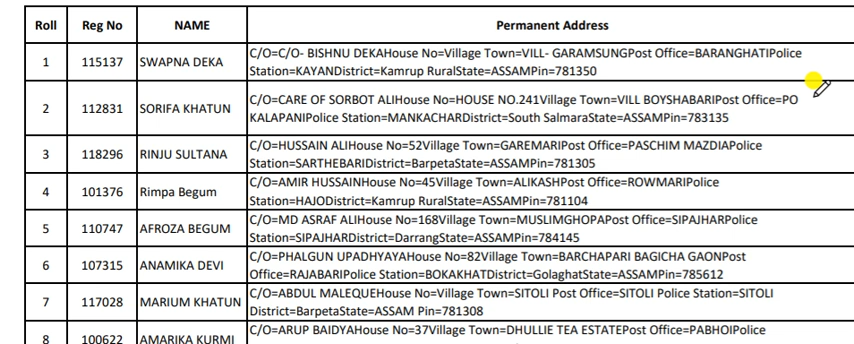 Roll Reg No NAME Permanent Address
1 115137 SWAPNA DEKA C/O=C/O- BISHNU DEKAHouse No=Village Town=VILL- GARAMSUNGPost Office=BARANGHATIPolice
Station=KAYANDistrict=Kamrup RuralState=ASSAMPin=781350
2 112831 SORIFA KHATUN C/O=CARE OF SORBOT ALIHouse No=HOUSE NO.241Village Town=VILL BOYSHABARIPost Office=PO
KALAPANIPolice Station=MANKACHARDistrict=South SalmaraState=ASSAMPin=783135
3 118296 RINJU SULTANA C/O=HUSSAIN ALIHouse No=52Village Town=GAREMARIPost Office=PASCHIM MAZDIAPolice
Station=SARTHEBARIDistrict=BarpetaState=ASSAMPin=781305
4 101376 Rimpa Begum C/O=AMIR HUSSAINHouse No=45Village Town=ALIKASHPost Office=ROWMARIPolice
Station=HAJODistrict=Kamrup RuralState=ASSAMPin=781104
5 110747 AFROZA BEGUM C/O=MD ASRAF ALIHouse No=168Village Town=MUSLIMGHOPAPost Office=SIPAJHARPolice
Station=SIPAJHARDistrict=DarrangState=ASSAMPin=784145
6 107315 ANAMIKA DEVI C/O=PHALGUN UPADHYAYAHouse No=82Village Town=BARCHAPARI BAGICHA GAONPost
Office=RAJABARIPolice Station=BOKAKHATDistrict=GolaghatState=ASSAMPin=785612
7 117028 MARIUM KHATUN C/O=ABDUL MALEQUEHouse No=Village Town=SITOLI Post Office=SITOLI Police Station=SITOLI
District=BarpetaState=ASSAM Pin=781308
8 100622 AMARIKA KURMI C/O=ARUP BAIDYAHouse No=37Village Town=DHULLIE TEA ESTATEPost Office=PABHOIPolice